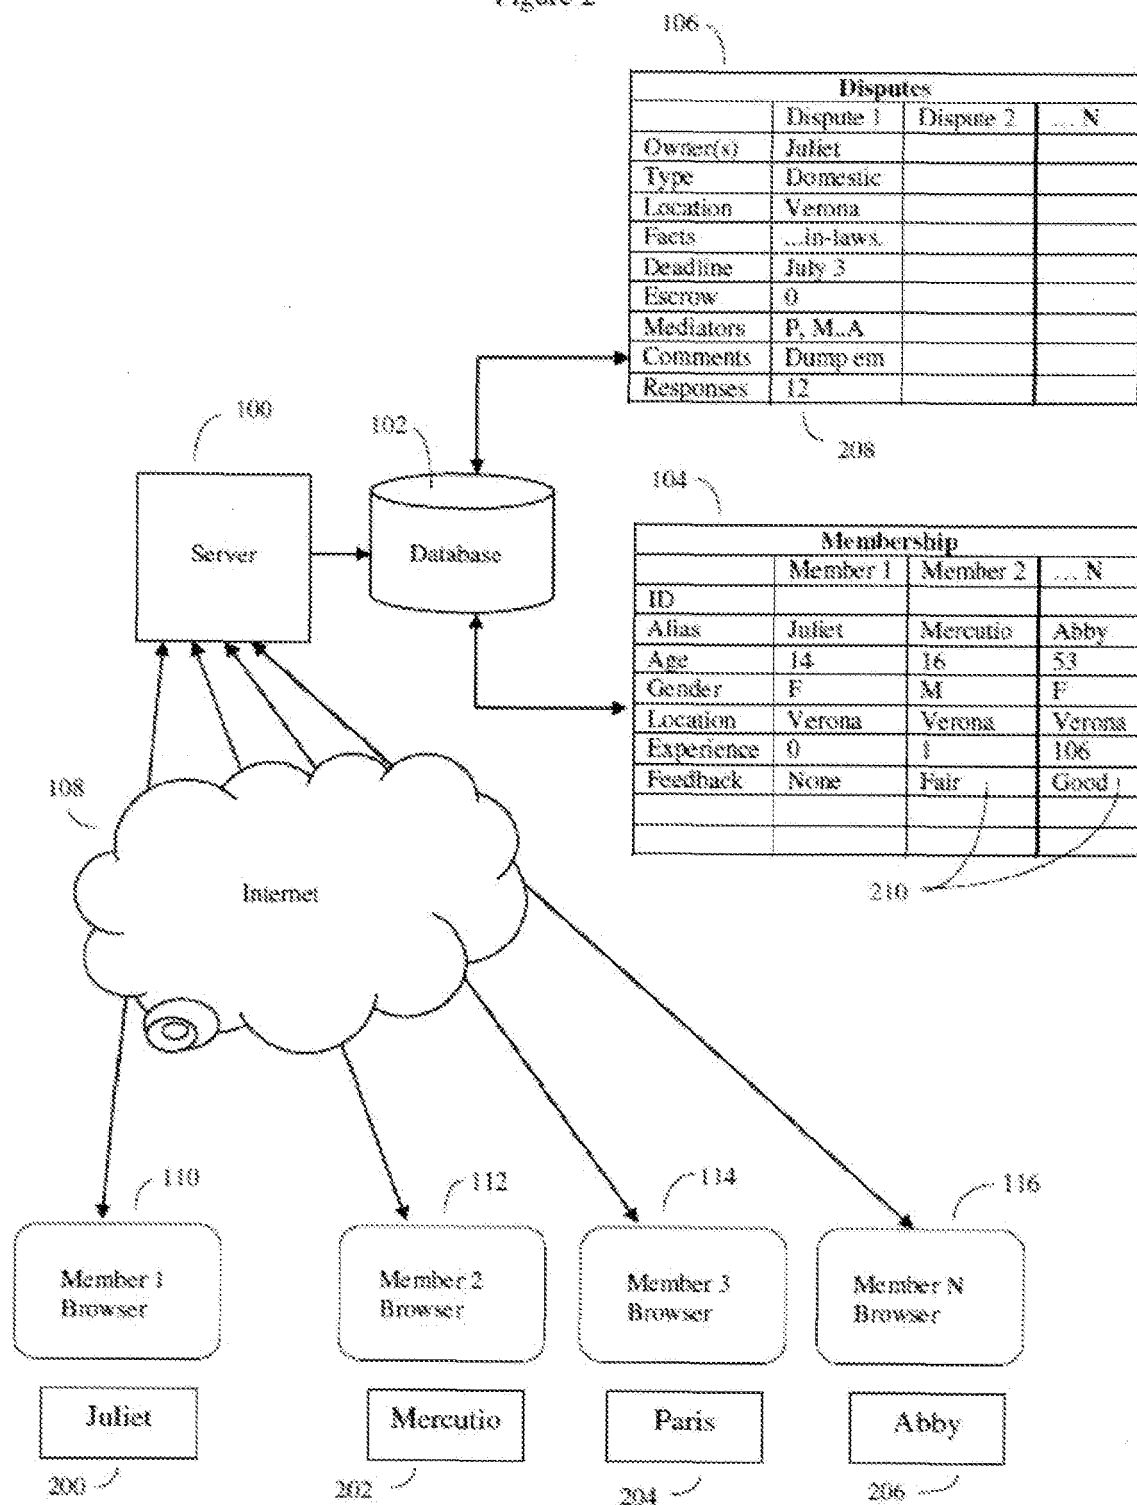 Figure 2
106
Disputes
Dispute 1 Dispute 2 ... N
Owner(s) Juliet
Type Domestic
Location Verona
Facts ...in-laws.
Deadline July 3
Escrow 0
Mediators P, M..A
Comments Dump em
Responses 12
208
100
102
Server
Database
104
Membership
Member 1 Member 2 ... N
ID
Alias Juliet Mercutio Abby
Age 14 16 53
Gender F M F
Location Verona Verona Verona
Experience 0 1 106
Feedback None Fair Good
210
108
Internet
110
112
114
116
Member 1
Browser
Member 2
Browser
Member 3
Browser
Member N
Browser
Juliet
Mercutio
Paris
Abby
200
202
204
206